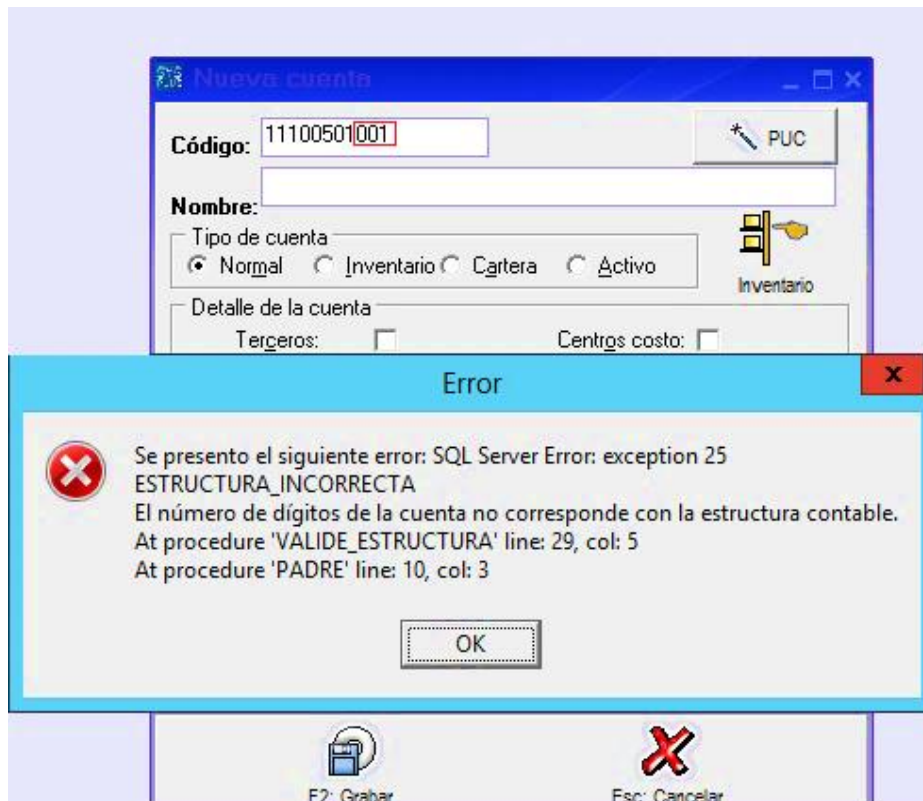 Nueva cuenta
Código: 11100501001
PUC
Nombre:
Tipo de cuenta
Normal Inventario Cartera Activo
Inventario
Detalle de la cuenta
Terceros: Centros costo:
Error
x
Se presento el siguiente error: SQL Server Error: exception 25
ESTRUCTURA_INCORRECTA
El número de dígitos de la cuenta no corresponde con la estructura contable.
At procedure 'VALIDE_ESTRUCTURA' line: 29, col: 5
At procedure 'PADRE' line: 10, col: 3
OK
F2: Grabar Esc: Cancelar